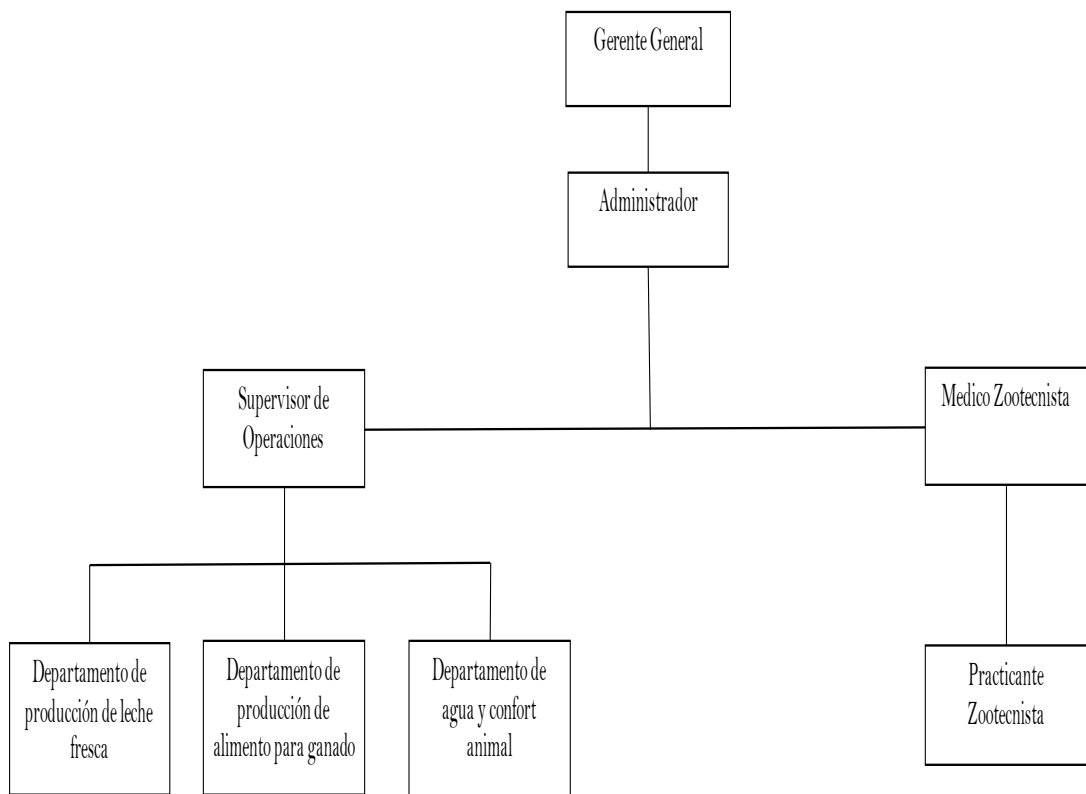 Gerente General
Administrador
Supervisor de
Operaciones
Medico Zootecnista
Departamento de
producción de leche
fresca
Departamento de
producción de
alimento para ganado
Departamento de
agua y confort
animal
Practicante
Zootecnista